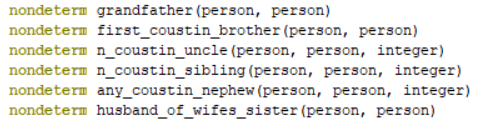 nondeterm grandfather(person, person)
nondeterm first_coustin_brother(person, person)
nondeterm n_coustin_uncle(person, person, integer)
nondeterm n_coustin_sibling(person, person, integer)
nondeterm any_coustin_nephew(person, person, integer)
nondeterm husband_of_wifes_sister(person, person)